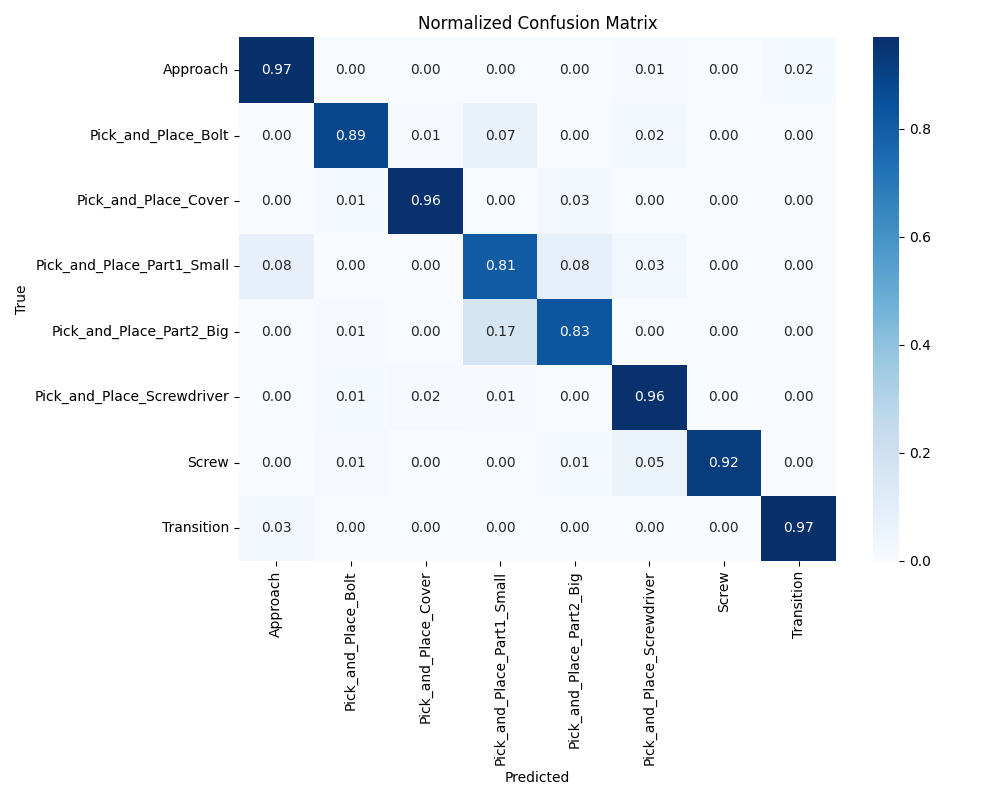 Normalized Confusion Matrix
True
Approach 0.97 0.00 0.00 0.00 0.00 0.01 0.00 0.02
Pick_and_Place_Bolt 0.00 0.89 0.01 0.07 0.00 0.02 0.00 0.00
Pick_and_Place_Cover 0.00 0.01 0.96 0.00 0.03 0.00 0.00 0.00
Pick_and_Place_Part1_Small 0.08 0.00 0.00 0.81 0.08 0.03 0.00 0.00
Pick_and_Place_Part2_Big 0.00 0.01 0.00 0.17 0.83 0.00 0.00 0.00
Pick_and_Place_Screwdriver 0.00 0.01 0.02 0.01 0.00 0.96 0.00 0.00
Screw 0.00 0.01 0.00 0.00 0.01 0.05 0.92 0.00
Transition 0.03 0.00 0.00 0.00 0.00 0.00 0.00 0.97
Approach
Pick_and_Place_Bolt
Pick_and_Place_Cover
Pick_and_Place_Part1_Small
Pick_and_Place_Part2_Big
Pick_and_Place_Screwdriver
Screw
Transition
Predicted
0.8
0.6
0.4
0.2
0.0